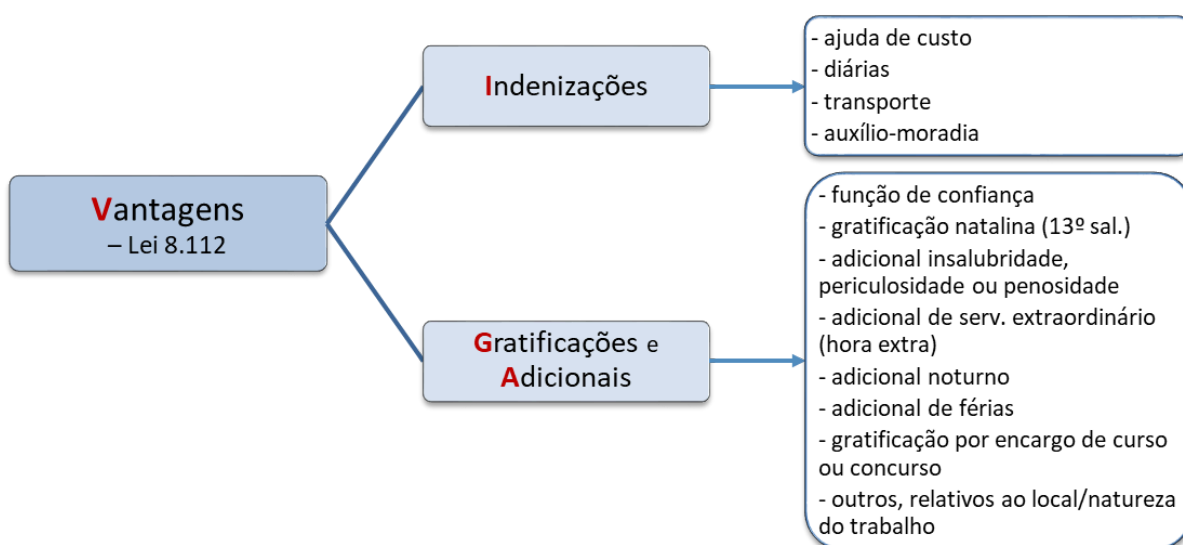 Vantagens
– Lei 8.112
Indenizações
- ajuda de custo
- diárias
- transporte
- auxílio-moradia
Gratificações e
Adicionais
- função de confiança
- gratificação natalina (13º sal.)
- adicional insalubridade,
periculosidade ou penosidade
- adicional de serv. extraordinário
(hora extra)
- adicional noturno
- adicional de férias
- gratificação por encargo de curso
ou concurso
- outros, relativos ao local/natureza
do trabalho